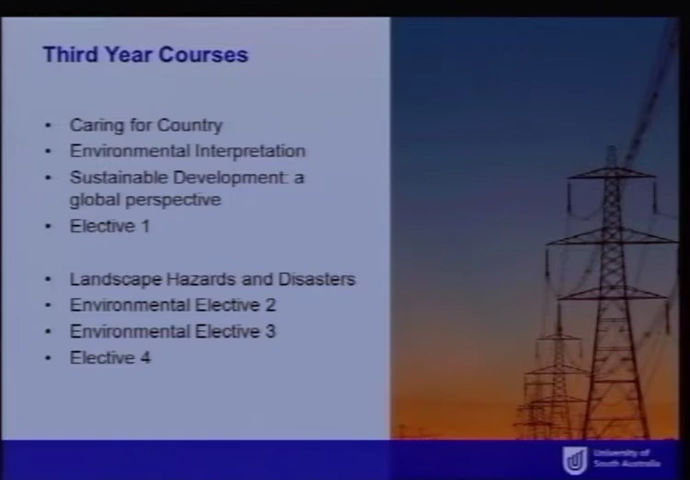 Third Year Courses
• Caring for Country
• Environmental Interpretation
• Sustainable Development: a
global perspective
• Elective 1
• Landscape Hazards and Disasters
• Environmental Elective 2
• Environmental Elective 3
• Elective 4
University of
South Australia